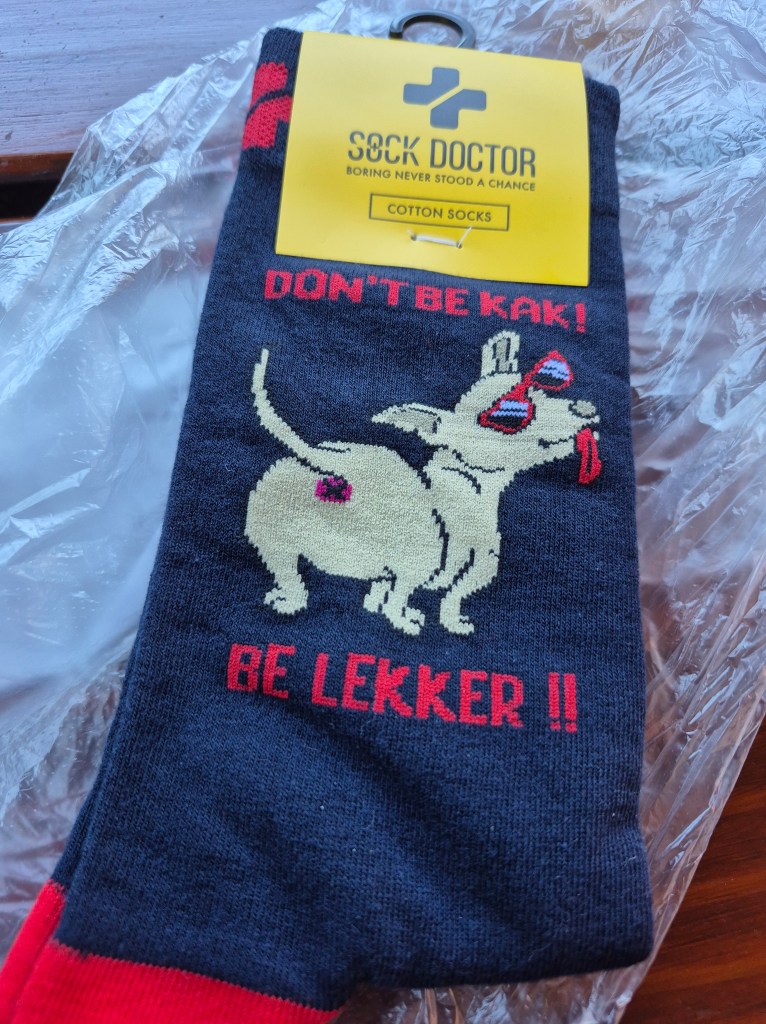 SOCK DOCTOR
BORING NEVER STOOD A CHANCE
COTTON SOCKS
DON'T BE KAK!
BE LEKKER !!